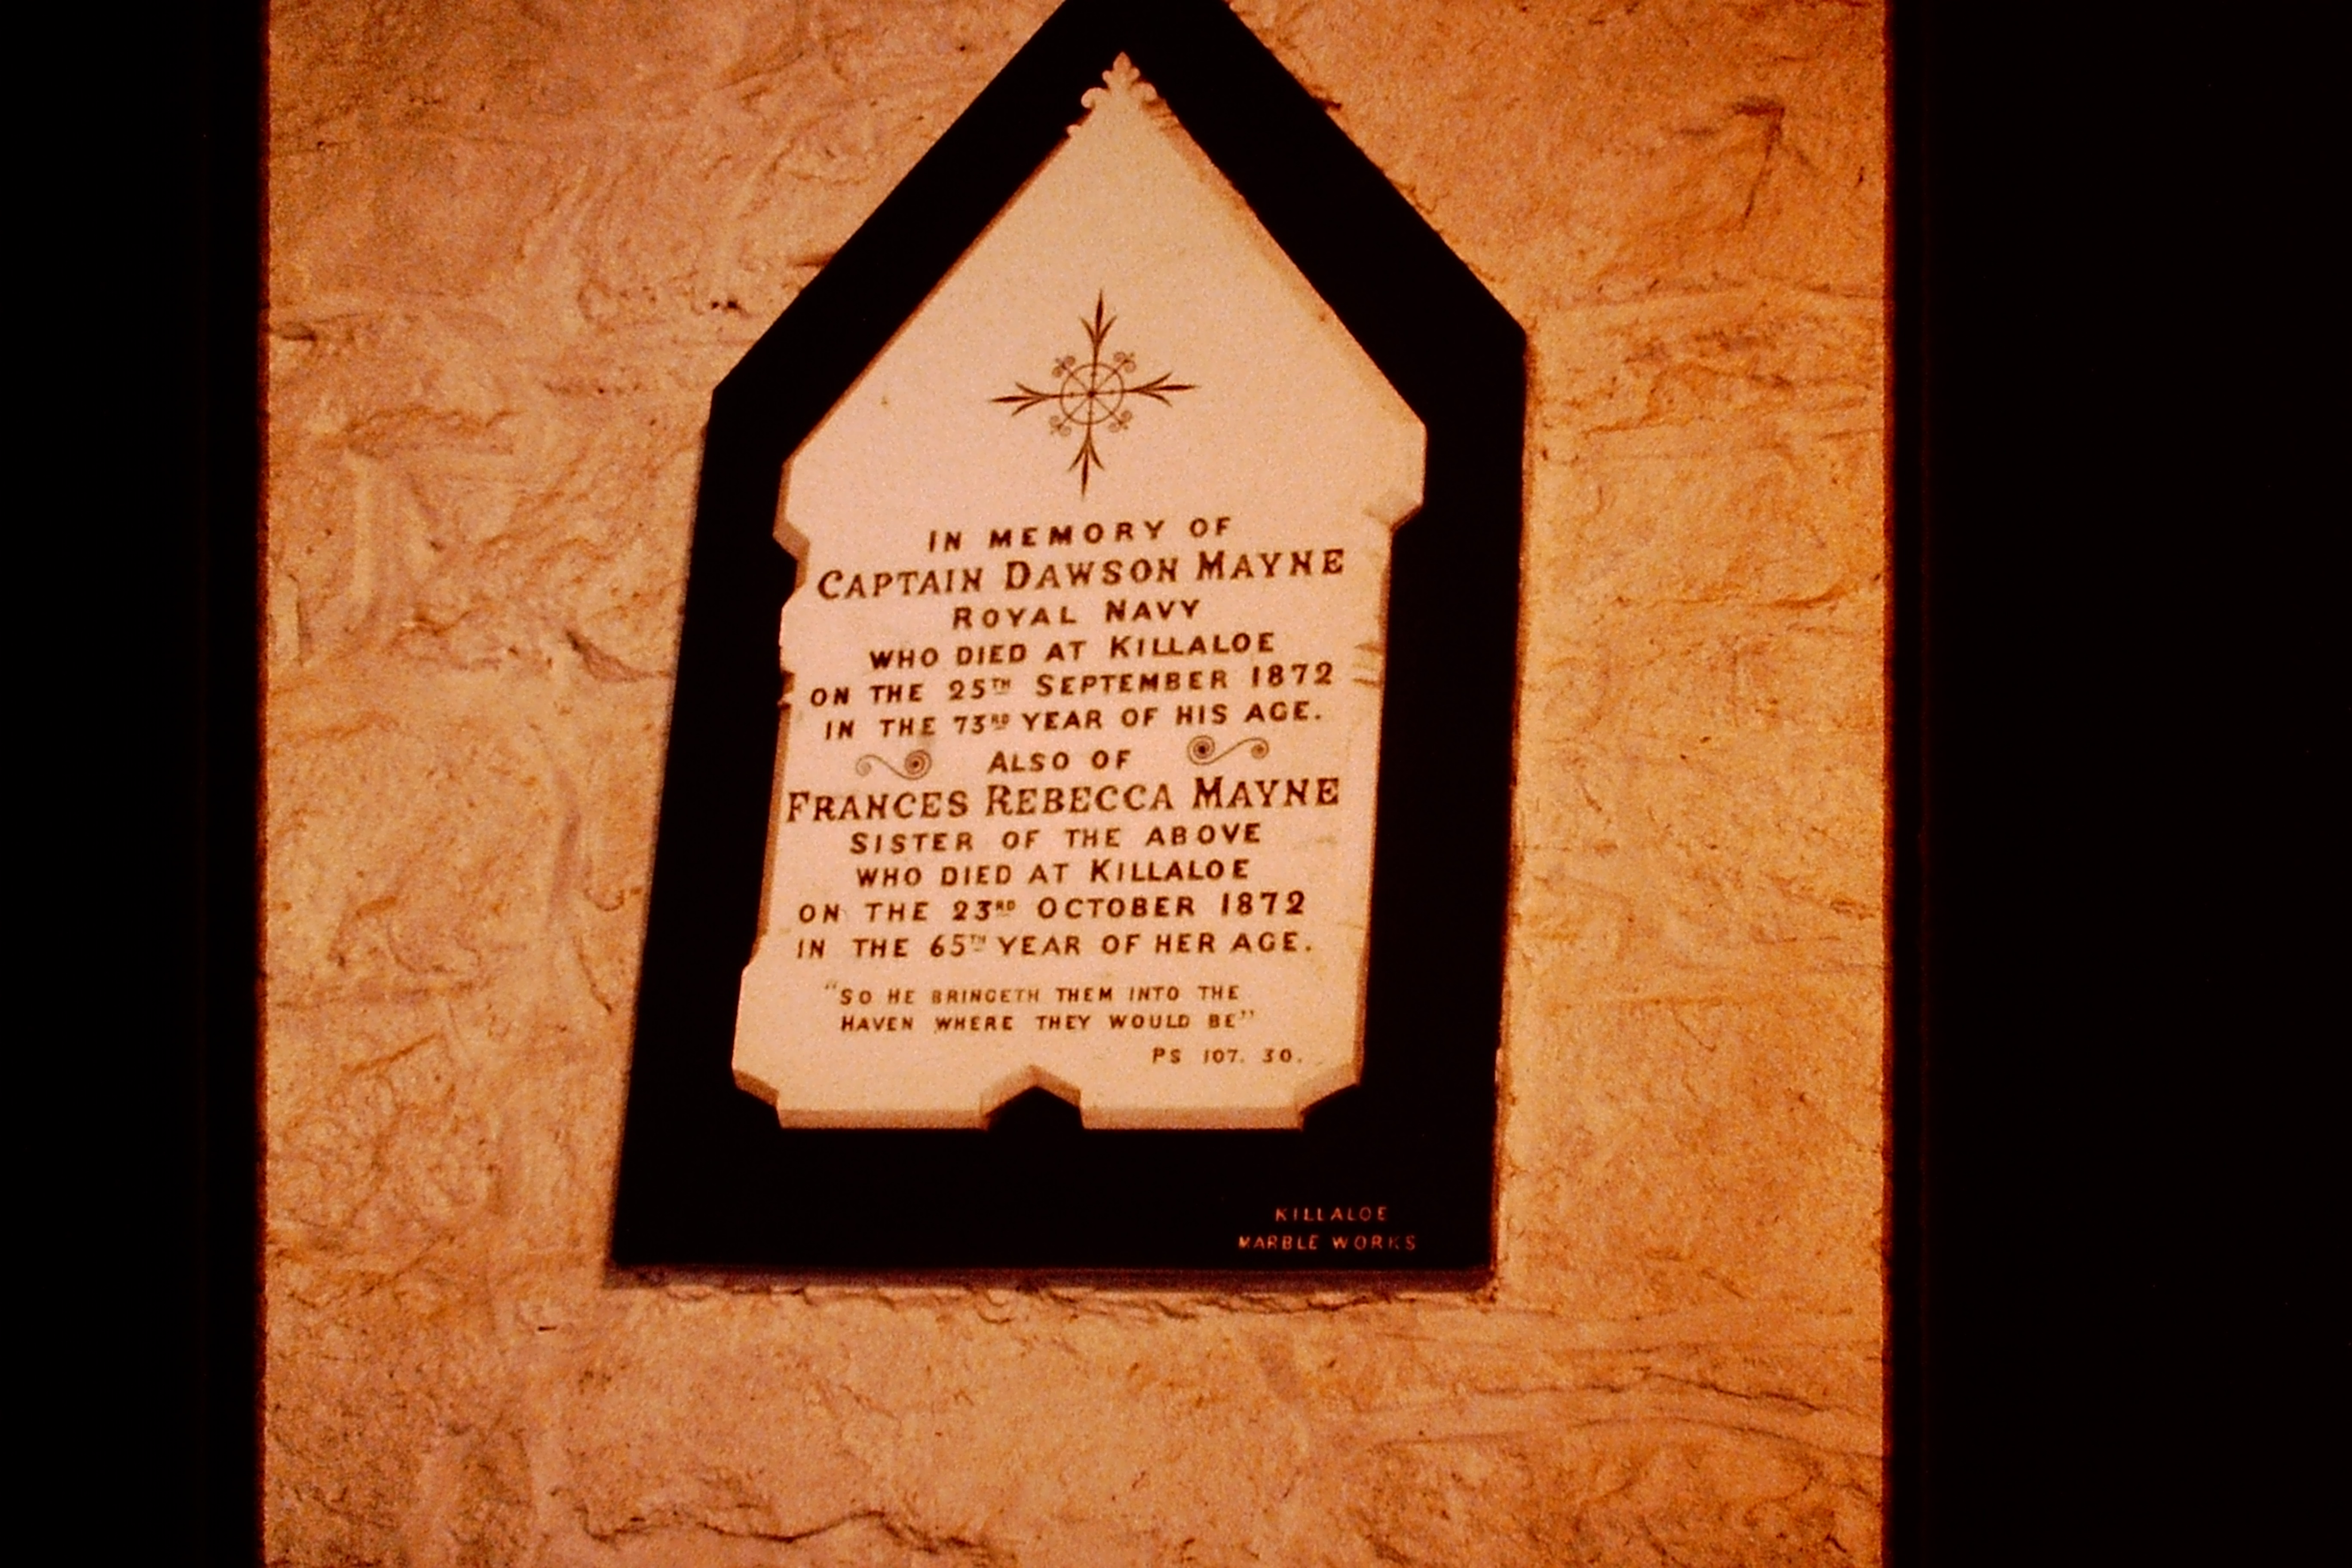 IN MEMORY OF
CAPTAIN DAWSON MAYNE
ROYAL NAVY
WHO DIED AT KILLALOE
ON THE 25TH SEPTEMBER 1872
IN THE 73RD YEAR OF HIS AGE.
ALSO OF
FRANCES REBECCA MAYNE
SISTER OF THE ABOVE
WHO DIED AT KILLALOE
ON THE 23RD OCTOBER 1872
IN THE 65TH YEAR OF HER AGE.
"SO HE BRINGETH THEM INTO THE
HAVEN WHERE THEY WOULD BE"
PS 107. 30.
KILLALOE
MARBLE WORKS